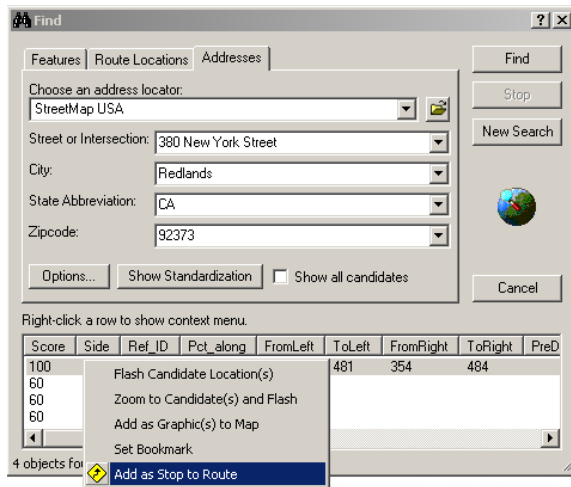 Find
Features Route Locations Addresses
Find
Choose an address locator:
StreetMap USA
Stop
Street or Intersection: 380 New York Street
New Search
City: Redlands
State Abbreviation: CA
Zipcode: 92373
Options... Show Standardization Show all candidates
Cancel
Right-click a row to show context menu.
Score Side Ref_ID Pct_along FromLeft ToLeft FromRight ToRight PreD
100 481 354 484
60
60
60
Flash Candidate Location(s)
Zoom to Candidate(s) and Flash
Add as Graphic(s) to Map
Set Bookmark
Add as Stop to Route
4 objects fo